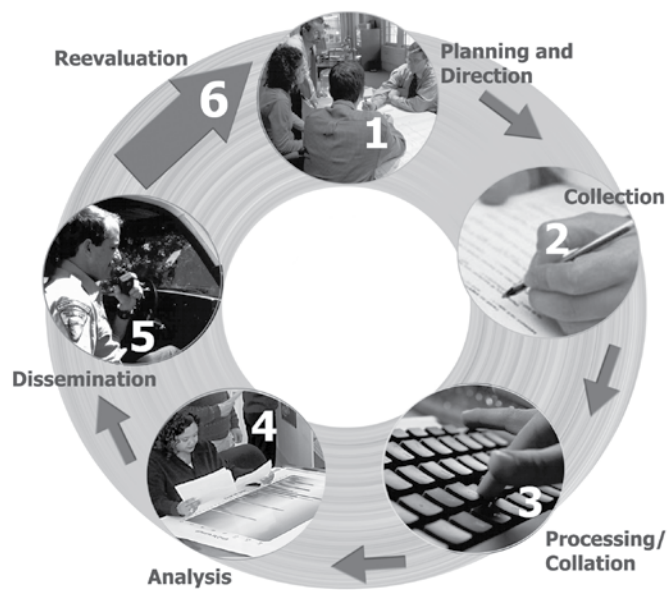 Reevaluation
6
1
Planning and
Direction
Collection
2
5
Dissemination
4
Analysis
3
Processing/
Collation